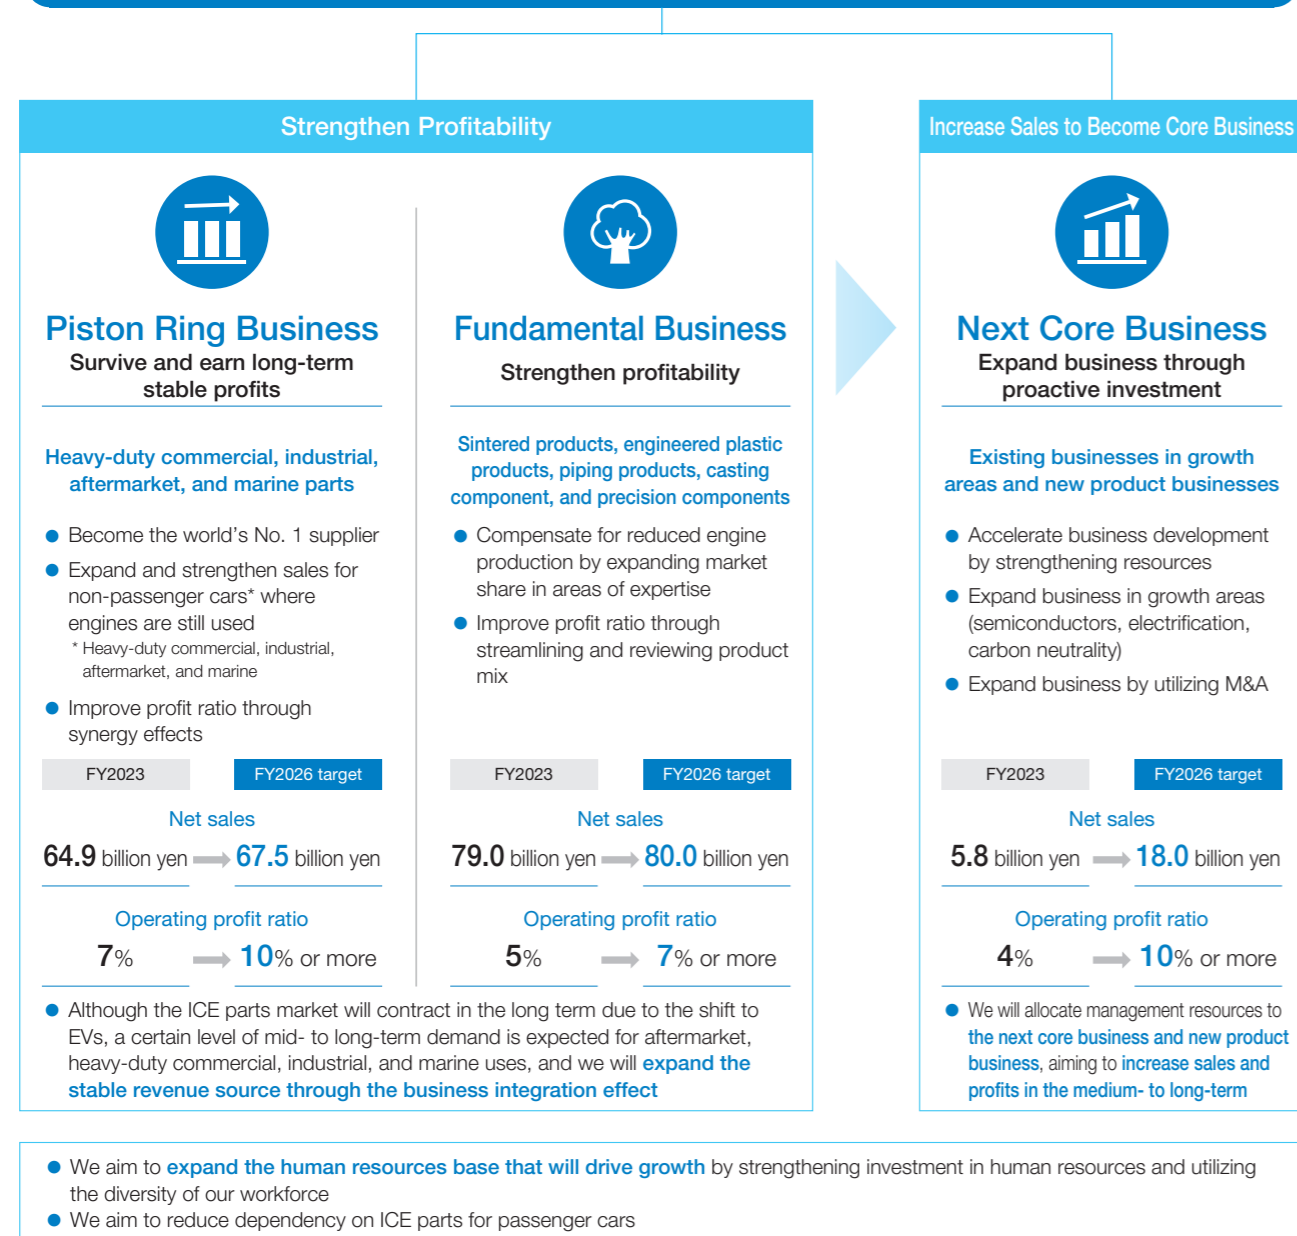 Strengthen Profitability
Piston Ring Business
Survive and earn long-term
stable profits
Heavy-duty commercial, industrial,
aftermarket, and marine parts
● Become the world's No. 1 supplier
● Expand and strengthen sales for
non-passenger cars* where
engines are still used
* Heavy-duty commercial, industrial,
aftermarket, and marine
● Improve profit ratio through
synergy effects
FY2023 FY2026 target
Net sales
64.9 billion yen 67.5 billion yen
Operating profit ratio
7% 10% or more
Fundamental Business
Strengthen profitability
Sintered products, engineered plastic
products, piping products, casting
component, and precision components
● Compensate for reduced engine
production by expanding market
share in areas of expertise
● Improve profit ratio through
streamlining and reviewing product
mix
FY2023 FY2026 target
Net sales
79.0 billion yen 80.0 billion yen
Operating profit ratio
5% 7% or more
● Although the ICE parts market will contract in the long term due to the shift to
EVs, a certain level of mid- to long-term demand is expected for aftermarket,
heavy-duty commercial, industrial, and marine uses, and we will expand the
stable revenue source through the business integration effect
Increase Sales to Become Core Business
Next Core Business
Expand business through
proactive investment
Existing businesses in growth
areas and new product businesses
● Accelerate business development
by strengthening resources
● Expand business in growth areas
(semiconductors, electrification,
carbon neutrality)
● Expand business by utilizing M&A
FY2023 FY2026 target
Net sales
5.8 billion yen 18.0 billion yen
Operating profit ratio
4% 10% or more
● We will allocate management resources to
the next core business and new product
business, aiming to increase sales and
profits in the medium- to long-term
● We aim to expand the human resources base that will drive growth by strengthening investment in human resources and utilizing
the diversity of our workforce
● We aim to reduce dependency on ICE parts for passenger cars